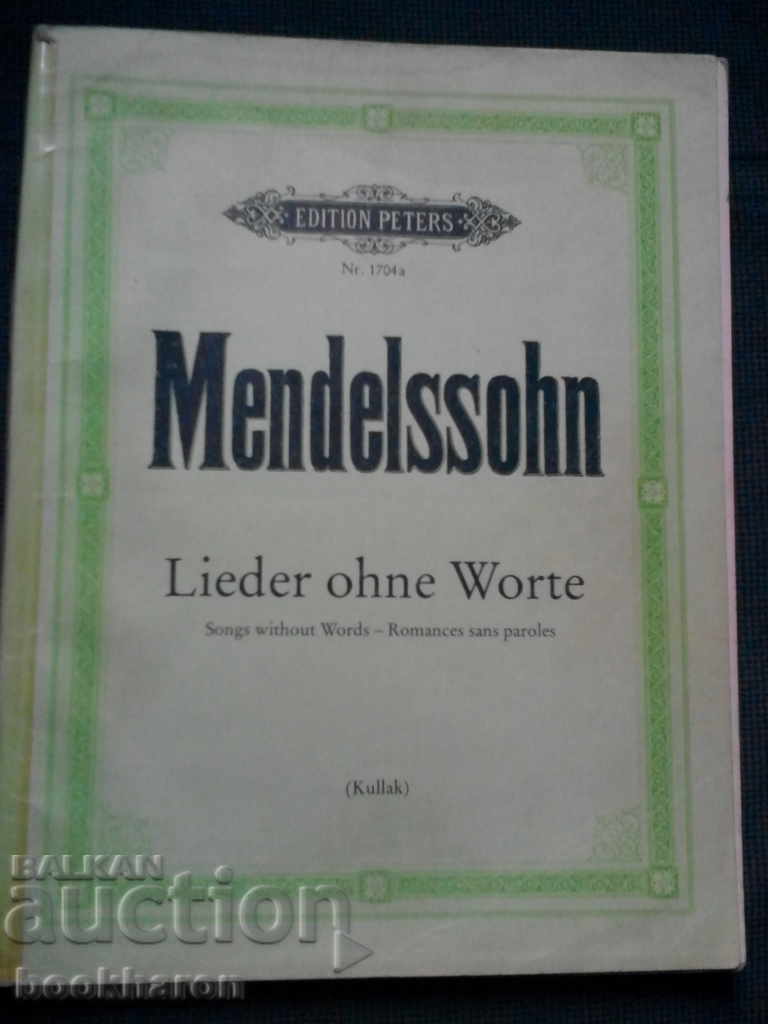 EDITION PETERS
Nr. 1704a
Mendelssohn
Lieder ohne Worte
Songs without Words – Romances sans paroles
(Kullak)
BALKAN
auction
bookharon